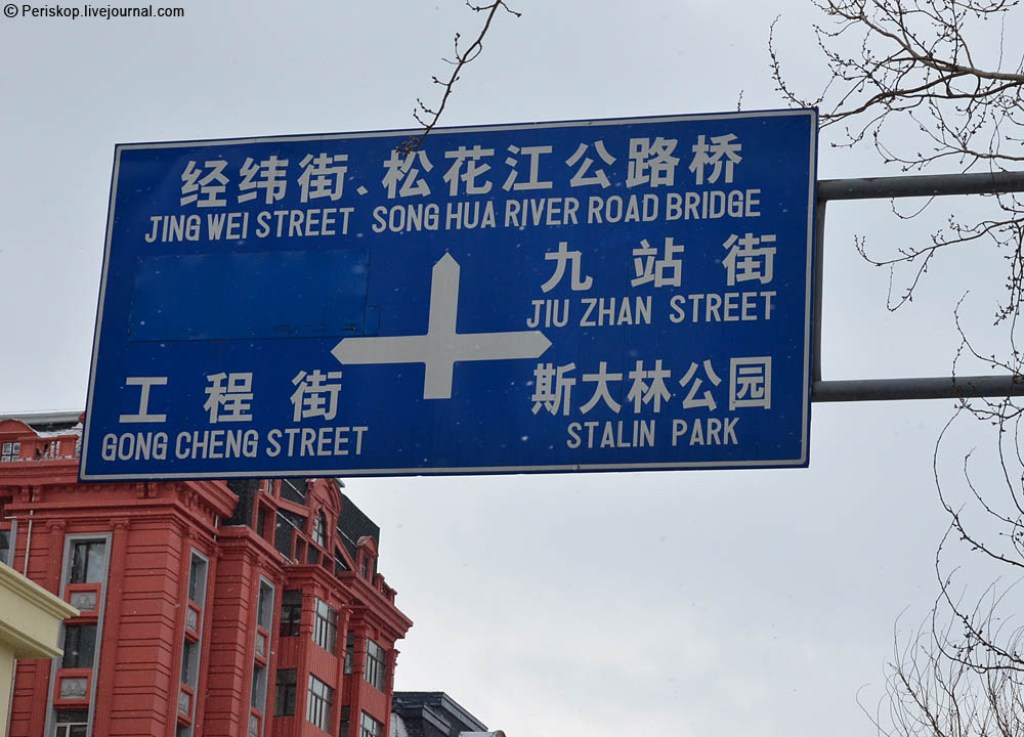 © Periskop.livejournal.com
经纬街、松花江公路桥
JING WEI STREET SONG HUA RIVER ROAD BRIDGE
九站街
JIU ZHAN STREET
工程街
GONG CHENG STREET
斯大林公园
STALIN PARK